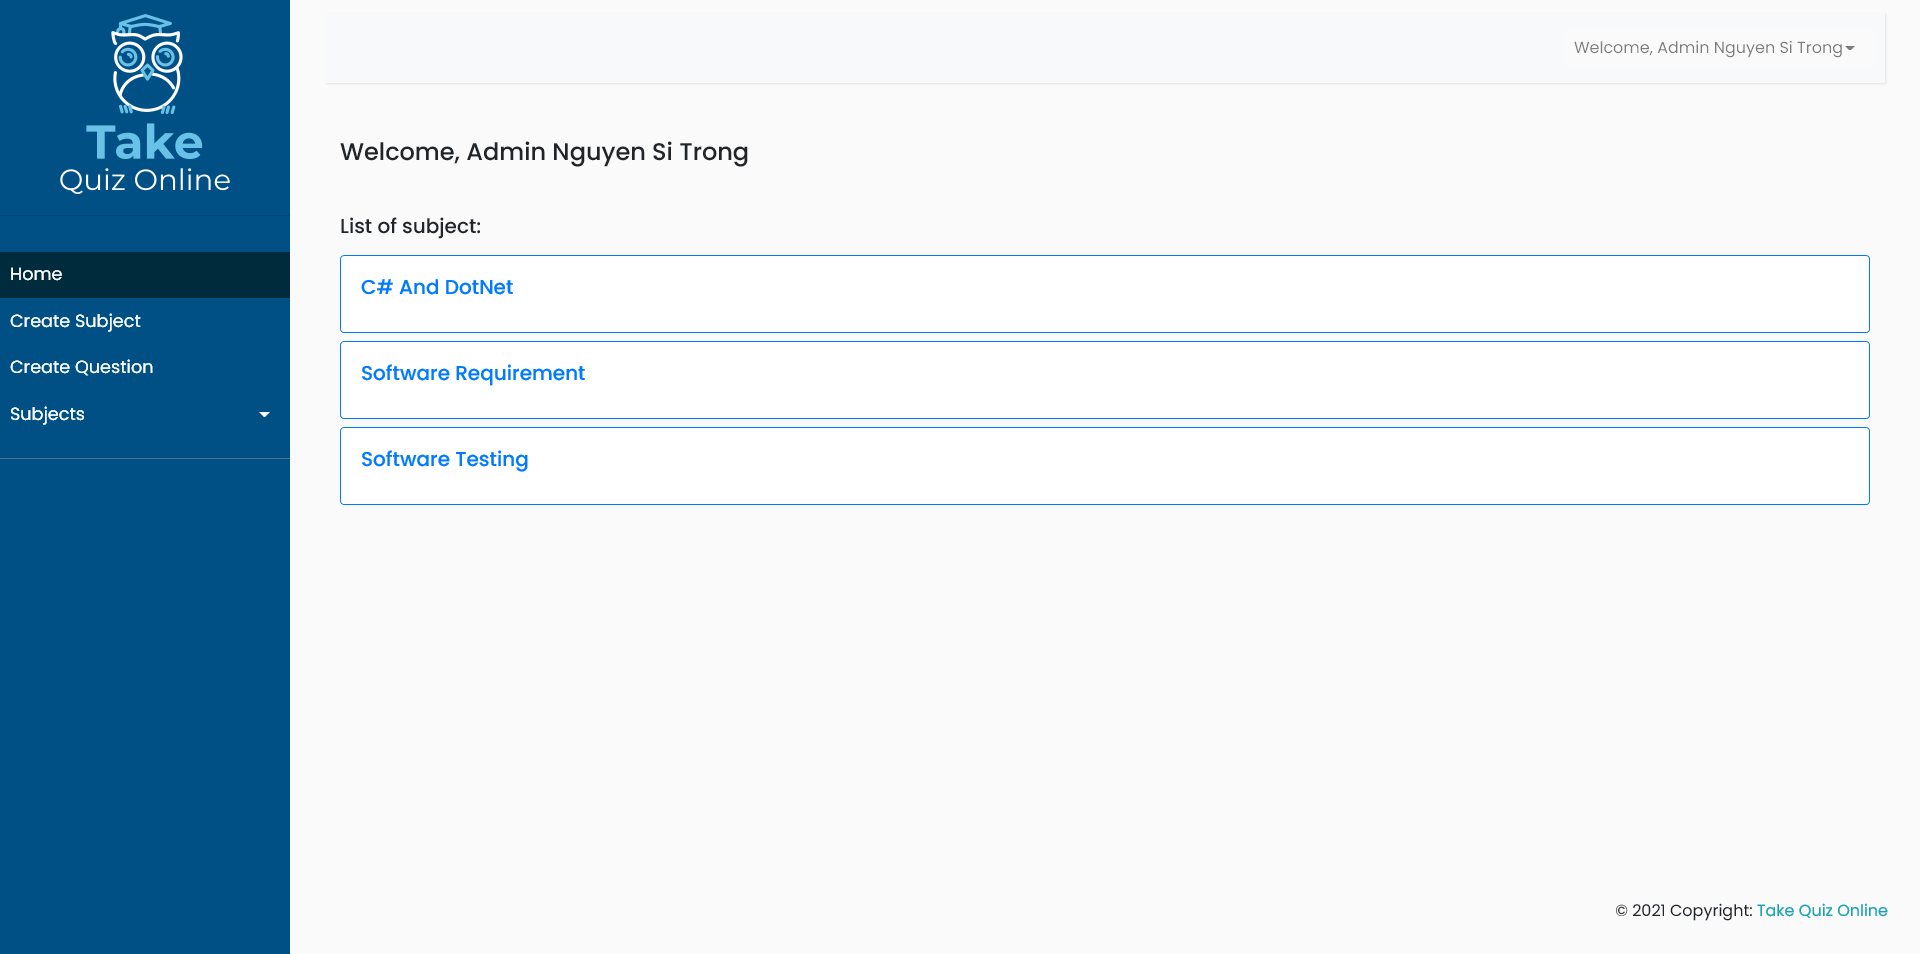 Take
Quiz Online
Home
Create Subject
Create Question
Subjects
Welcome, Admin Nguyen Si Trong
Welcome, Admin Nguyen Si Trong
List of subject:
C# And DotNet
Software Requirement
Software Testing
© 2021 Copyright: Take Quiz Online